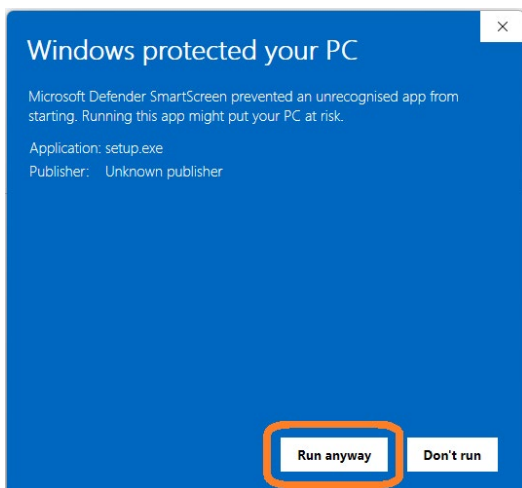 Windows protected your PC
Microsoft Defender SmartScreen prevented an unrecognised app from
starting. Running this app might put your PC at risk.
Application: setup.exe
Publisher: Unknown publisher
Run anyway Don't run